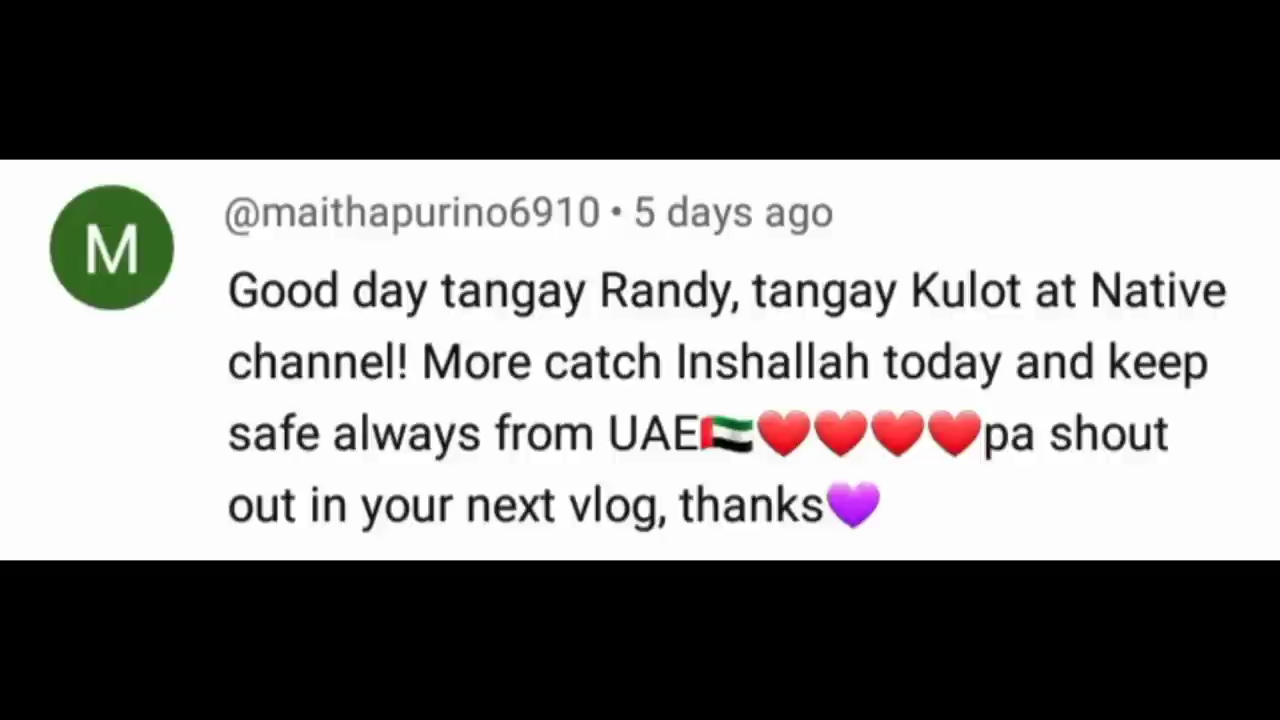 M
@maithapurino6910 • 5 days ago
Good day tangay Randy, tangay Kulot at Native
channel! More catch Inshallah today and keep
safe always from UAE🇦🇪❤️❤️❤️❤️pa shout
out in your next vlog, thanks💜